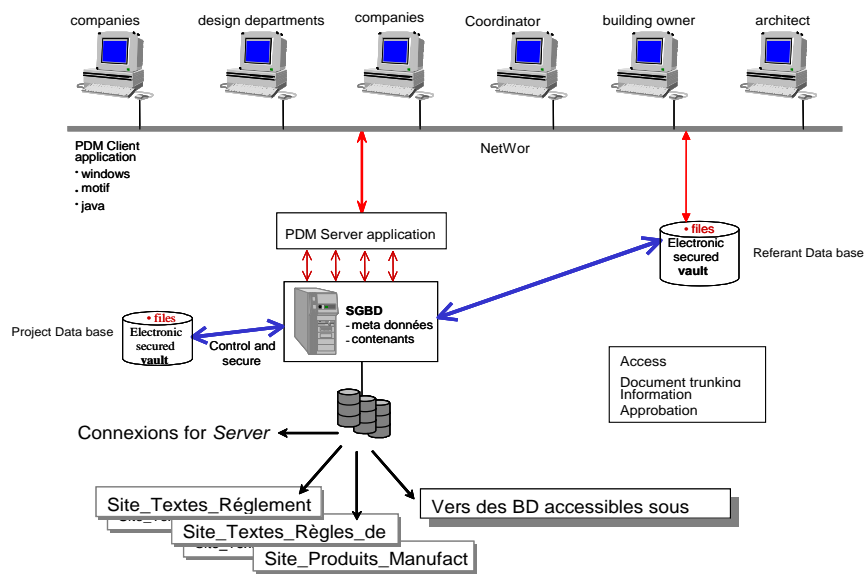 companies
design departments
companies
Coordinator
building owner
architect
PDM Client
application
• windows
• motif
• java
NetWor
PDM Server application
• files
Electronic
secured
vault
Referant Data base
SGBD
- meta données
- contenants
Project Data base
• files
Electronic
secured
vault
Control and
secure
Access
Document trunking
Information
Approbation
Connexions for Server
Site_Textes_Réglement
Vers des BD accessibles sous
Site_Textes_Règles_de
Site_Produits_Manufact